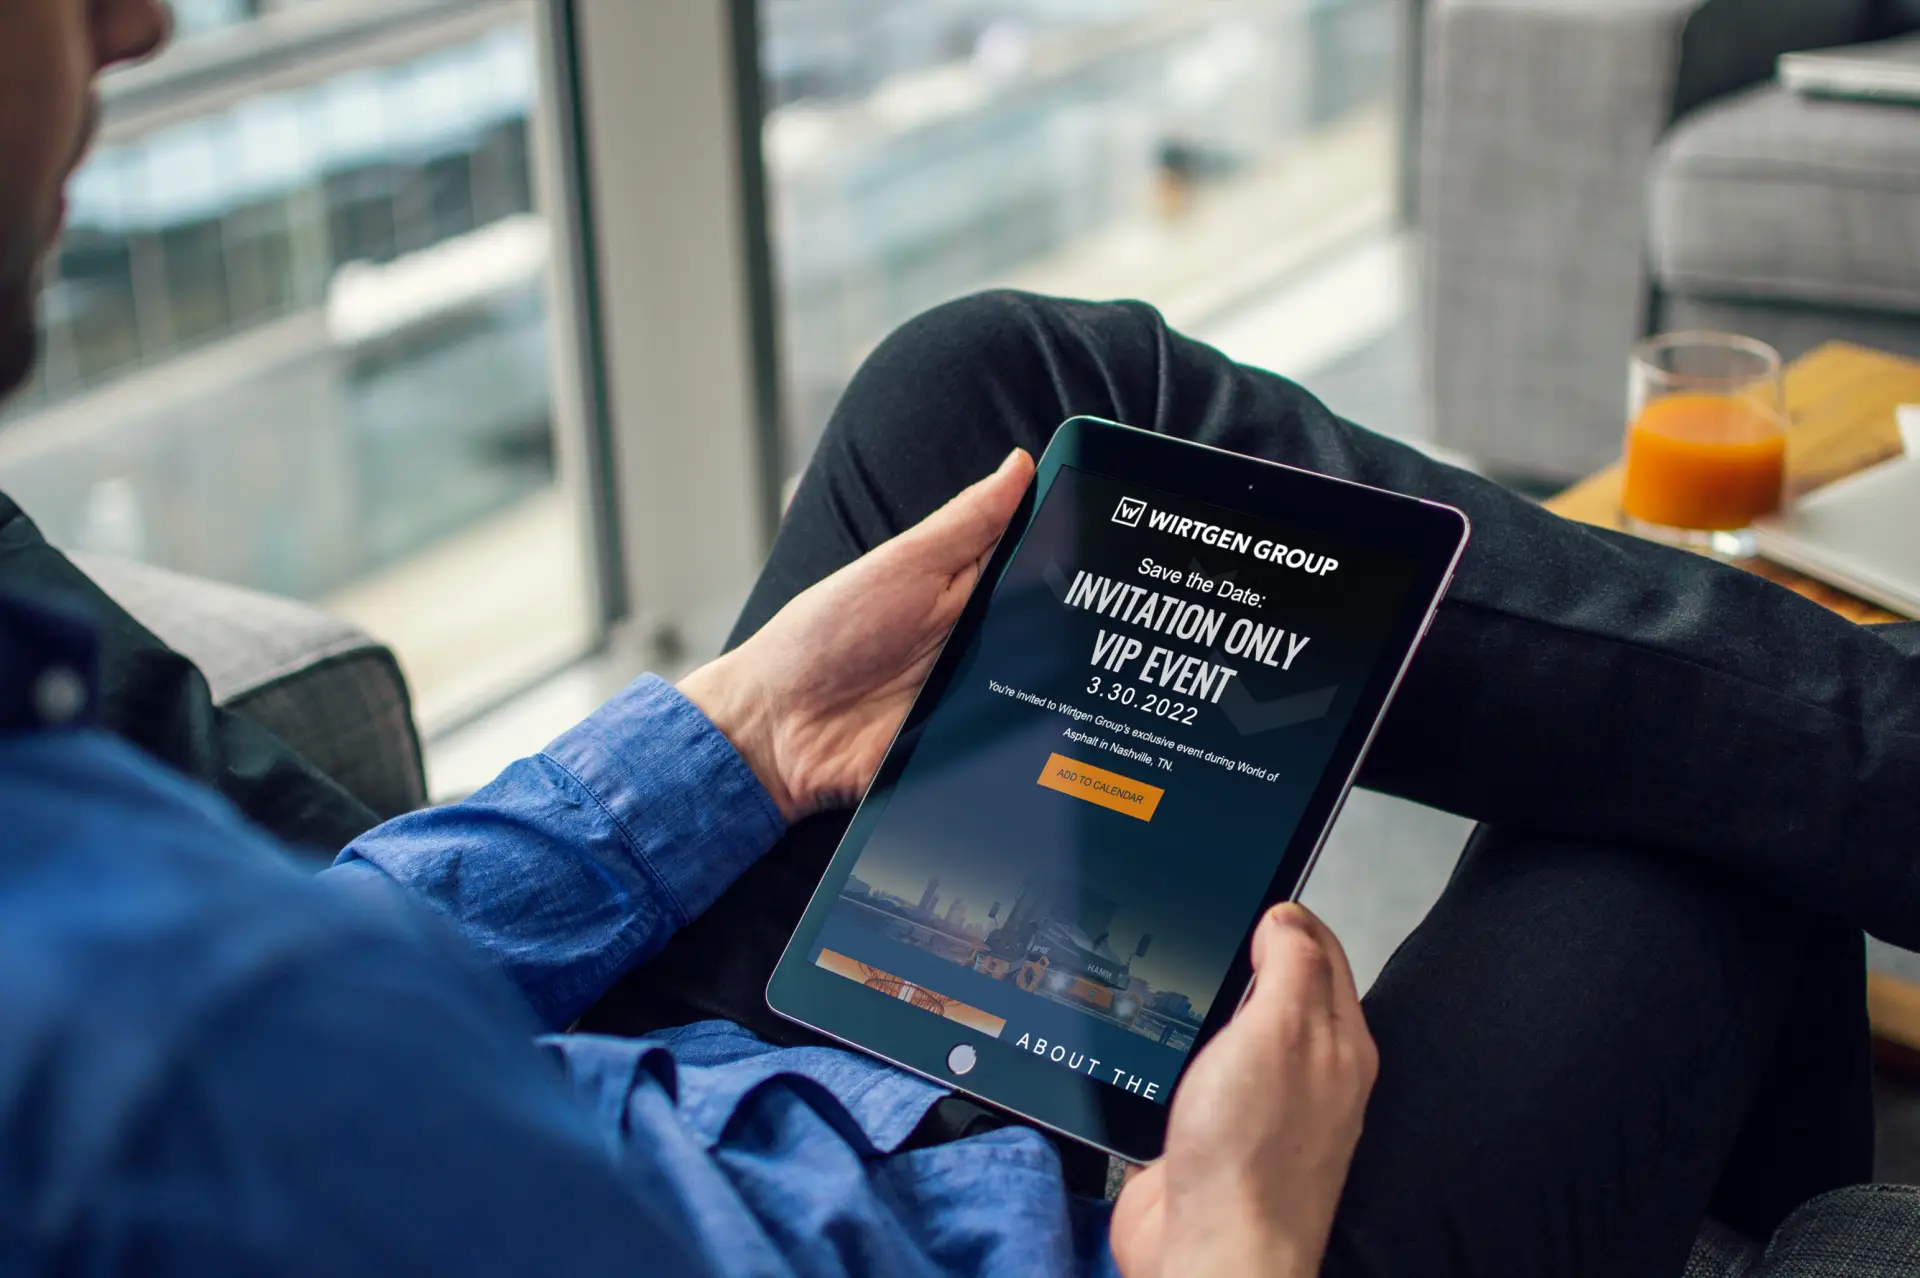 W WIRTGEN GROUP
Save the Date:
INVITATION ONLY
VIP EVENT
3.30.2022
You're invited to Wirtgen Group's exclusive event during World of
Asphalt in Nashville, TN.
ADD TO CALENDAR
HAMM
ABOUT THE